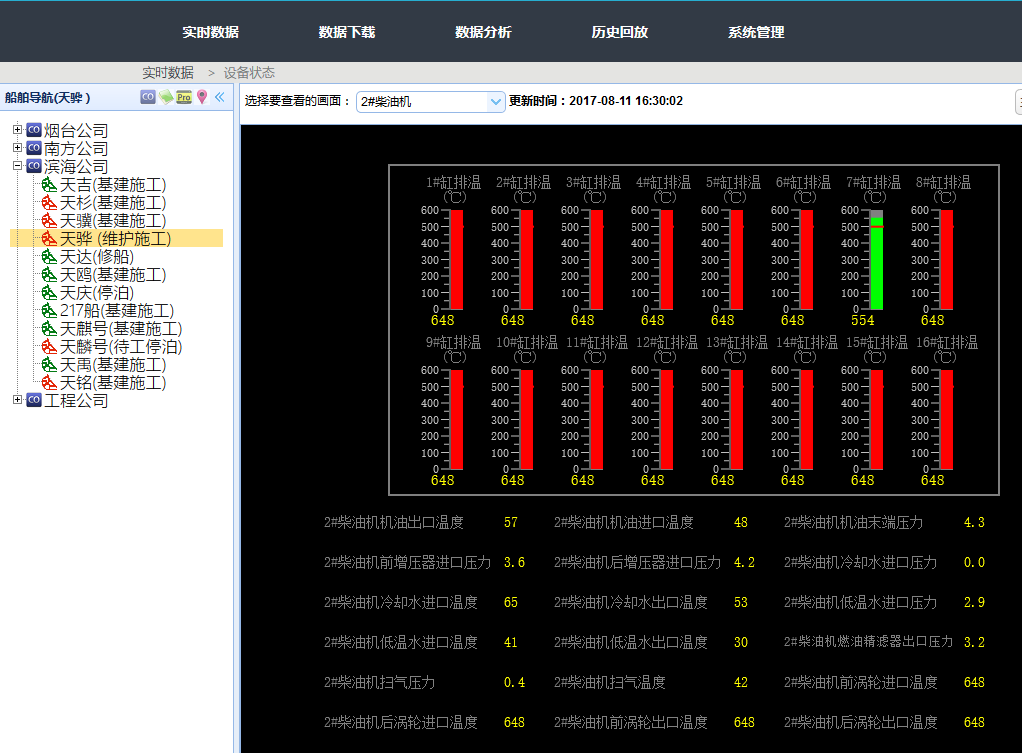 实时数据 数据下载 数据分析 历史回放 系统管理
实时数据 > 设备状态
船舶导航(天骅 ) CO Pro
选择要查看的画面： 2#柴油机 更新时间：2017-08-11 16:30:02
CO 烟台公司
CO 南方公司
CO 滨海公司
天吉(基建施工)
天杉(基建施工)
天骥(基建施工)
天骅 (维护施工)
天达(修船)
天鸥(基建施工)
天庆(停泊)
217船(基建施工)
天麒号(基建施工)
天麟号(待工停泊)
天禹(基建施工)
天铭(基建施工)
CO 工程公司
1#缸排温 2#缸排温 3#缸排温 4#缸排温 5#缸排温 6#缸排温 7#缸排温 8#缸排温
(℃) (℃) (℃) (℃) (℃) (℃) (℃) (℃)
600 600 600 600 600 600 600 600
500 500 500 500 500 500 500 500
400 400 400 400 400 400 400 400
300 300 300 300 300 300 300 300
200 200 200 200 200 200 200 200
100 100 100 100 100 100 100 100
0 0 0 0 0 0 0 0
648 648 648 648 648 648 554 648
9#缸排温 10#缸排温 11#缸排温 12#缸排温 13#缸排温 14#缸排温 15#缸排温 16#缸排温
(℃) (℃) (℃) (℃) (℃) (℃) (℃) (℃)
600 600 600 600 600 600 600 600
500 500 500 500 500 500 500 500
400 400 400 400 400 400 400 400
300 300 300 300 300 300 300 300
200 200 200 200 200 200 200 200
100 100 100 100 100 100 100 100
0 0 0 0 0 0 0 0
648 648 648 648 648 648 648 648
2#柴油机机油出口温度 57 2#柴油机机油进口温度 48 2#柴油机机油末端压力 4.3
2#柴油机前增压器进口压力 3.6 2#柴油机后增压器进口压力 4.2 2#柴油机冷却水进口压力 0.0
2#柴油机冷却水进口温度 65 2#柴油机冷却水出口温度 53 2#柴油机低温水进口压力 2.9
2#柴油机低温水进口温度 41 2#柴油机低温水出口温度 30 2#柴油机燃油精滤器出口压力 3.2
2#柴油机扫气压力 0.4 2#柴油机扫气温度 42 2#柴油机前涡轮进口温度 648
2#柴油机后涡轮进口温度 648 2#柴油机前涡轮出口温度 648 2#柴油机后涡轮出口温度 648